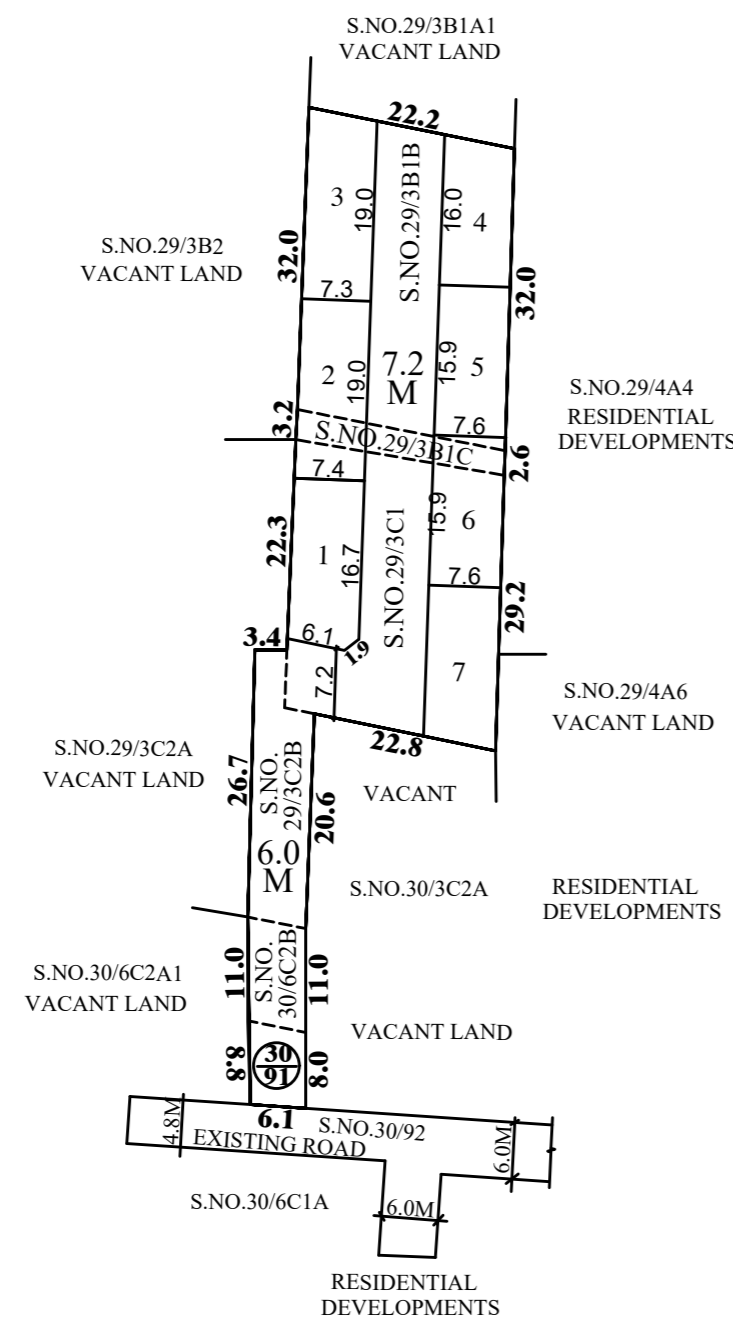 S.NO.29/3B1A1
VACANT LAND
22.2
3
19.0
S.NO.29/3B1B
16.0
4
S.NO.29/3B2
VACANT LAND
32.0
7.3
32.0
2
19.0
7.2
M
15.9
5
S.NO.29/4A4
RESIDENTIAL
DEVELOPMENTS
3.2
S.NO.29/3B1C
7.6
2.6
7.4
22.3
1
16.7
S.NO.29/3C1
15.9
6
7.6
29.2
3.4
6.1
1.9
7.2
7
S.NO.29/4A6
VACANT LAND
22.8
S.NO.29/3C2A
VACANT LAND
26.7
S.NO.
29/3C2B
20.6
VACANT
6.0
M
S.NO.30/3C2A
RESIDENTIAL
DEVELOPMENTS
S.NO.30/6C2A1
VACANT LAND
11.0
S.NO.
30/6C2B
11.0
VACANT LAND
8.8
30
91
8.0
6.1
4.8M
S.NO.30/92
EXISTING ROAD
6.0M
S.NO.30/6C1A
6.0M
RESIDENTIAL
DEVELOPMENTS